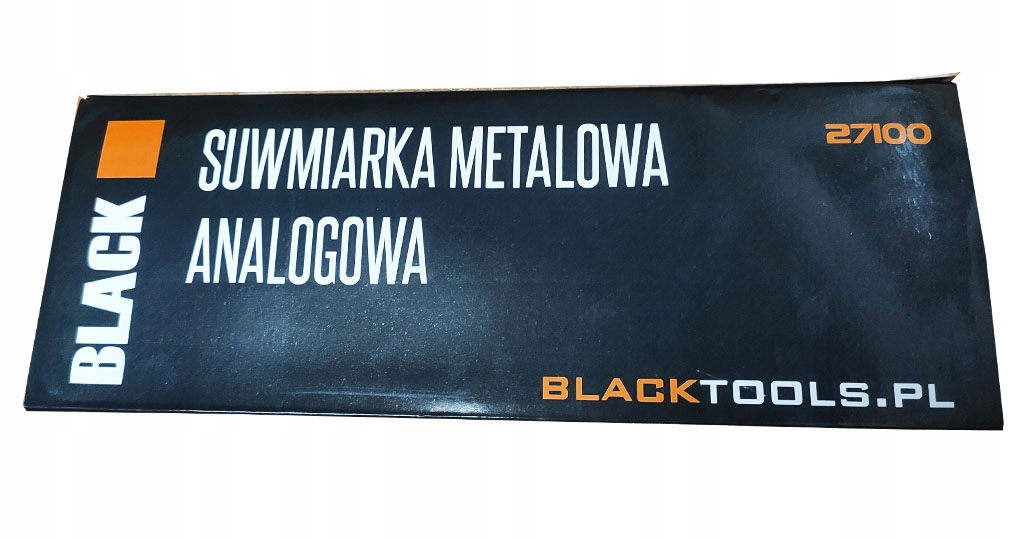 BLACK
SUWMIARKA METALOWA
ANALOGOWA
27100
BLACKTOOLS.PL